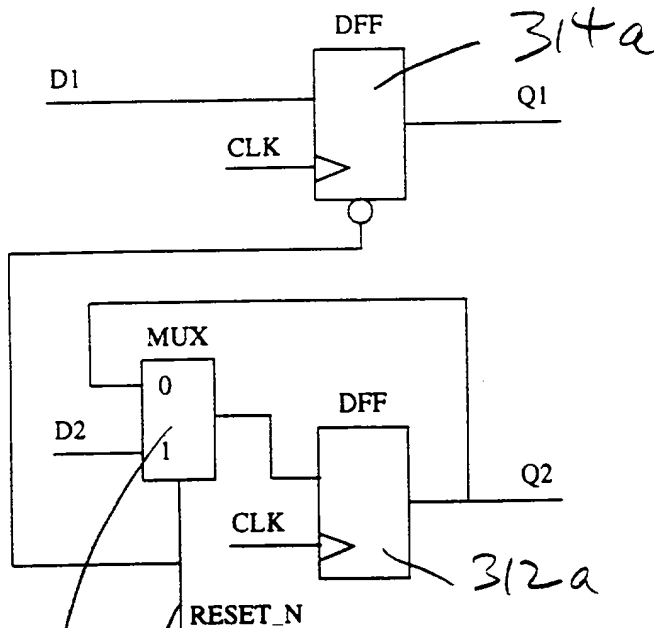 DFF
314a
D1
Q1
CLK
MUX
0
DFF
D2
1
Q2
CLK
312a
RESET_N